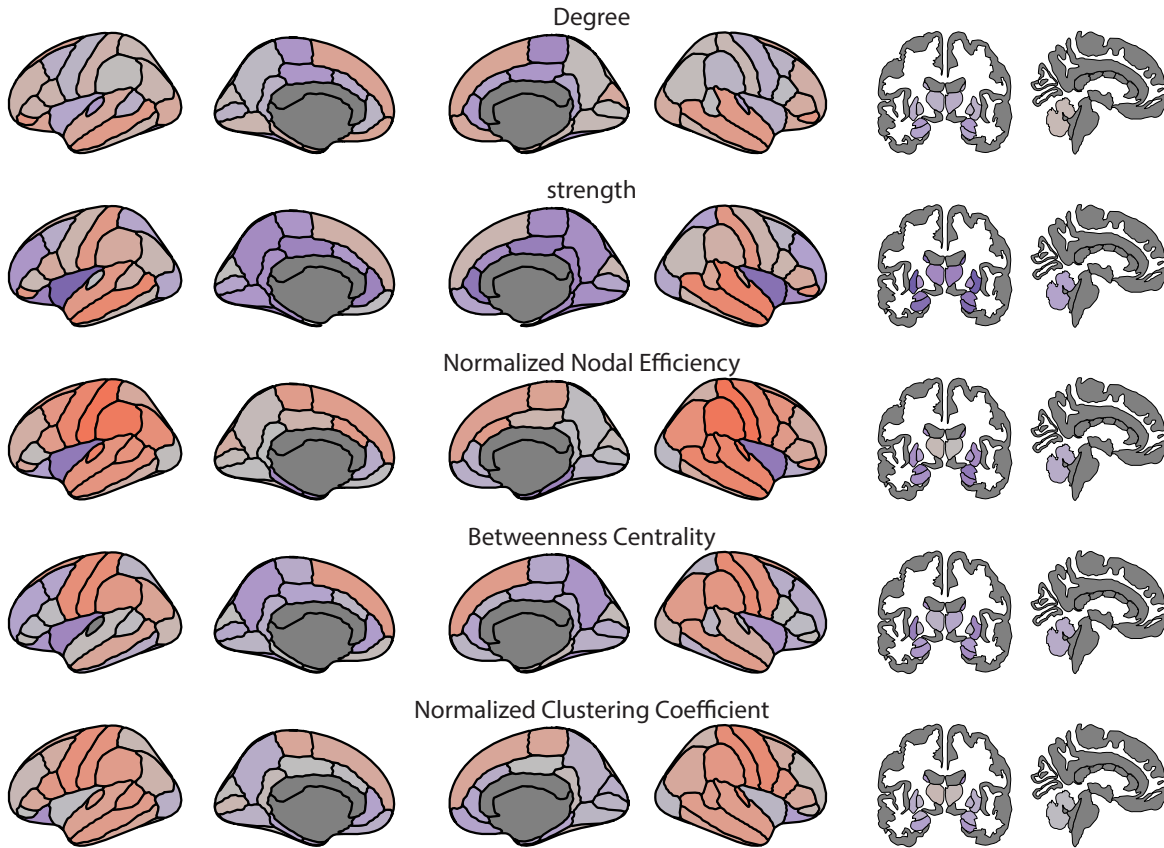 Degree
strength
Normalized Nodal Efficiency
Betweenness Centrality
Normalized Clustering Coefficient